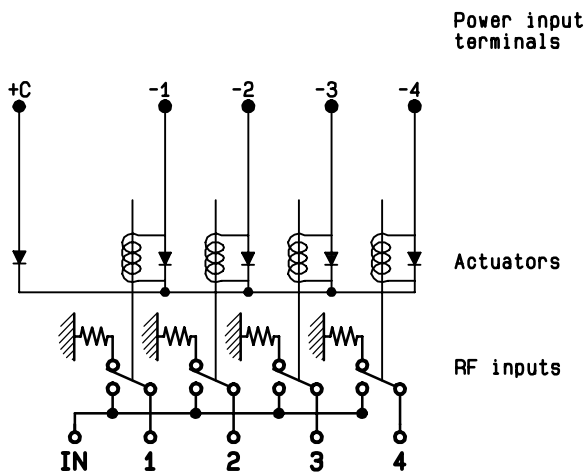 Power input
terminals
+C -1 -2 -3 -4
Actuators
RF inputs
IN 1 2 3 4